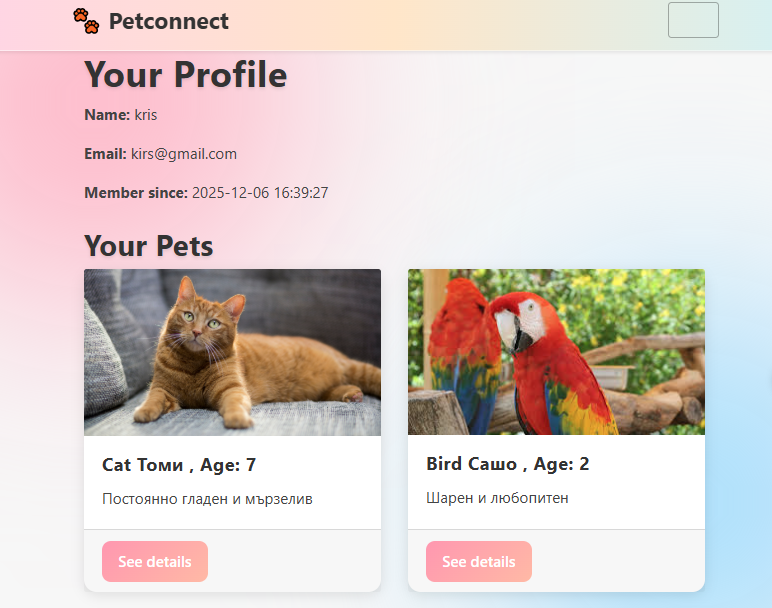 Petconnect
Your Profile
Name: kris
Email: kirs@gmail.com
Member since: 2025-12-06 16:39:27
Your Pets
Cat Томи , Age: 7
Постоянно гладен и мързелив
See details
Bird Сашо , Age: 2
Шарен и любопитен
See details